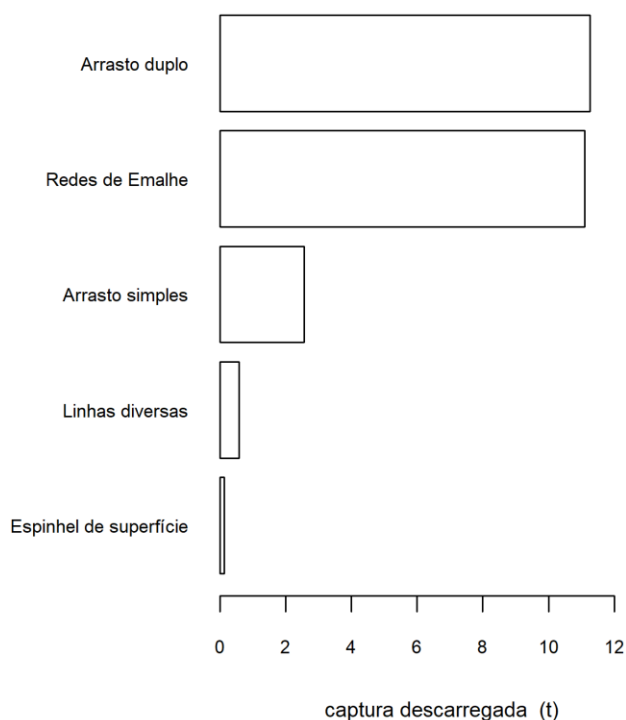 Arrasto duplo
Redes de Emalhe
Arrasto simples
Linhas diversas
Espinhel de superfície
0 2 4 6 8 10 12
captura descarregada (t)